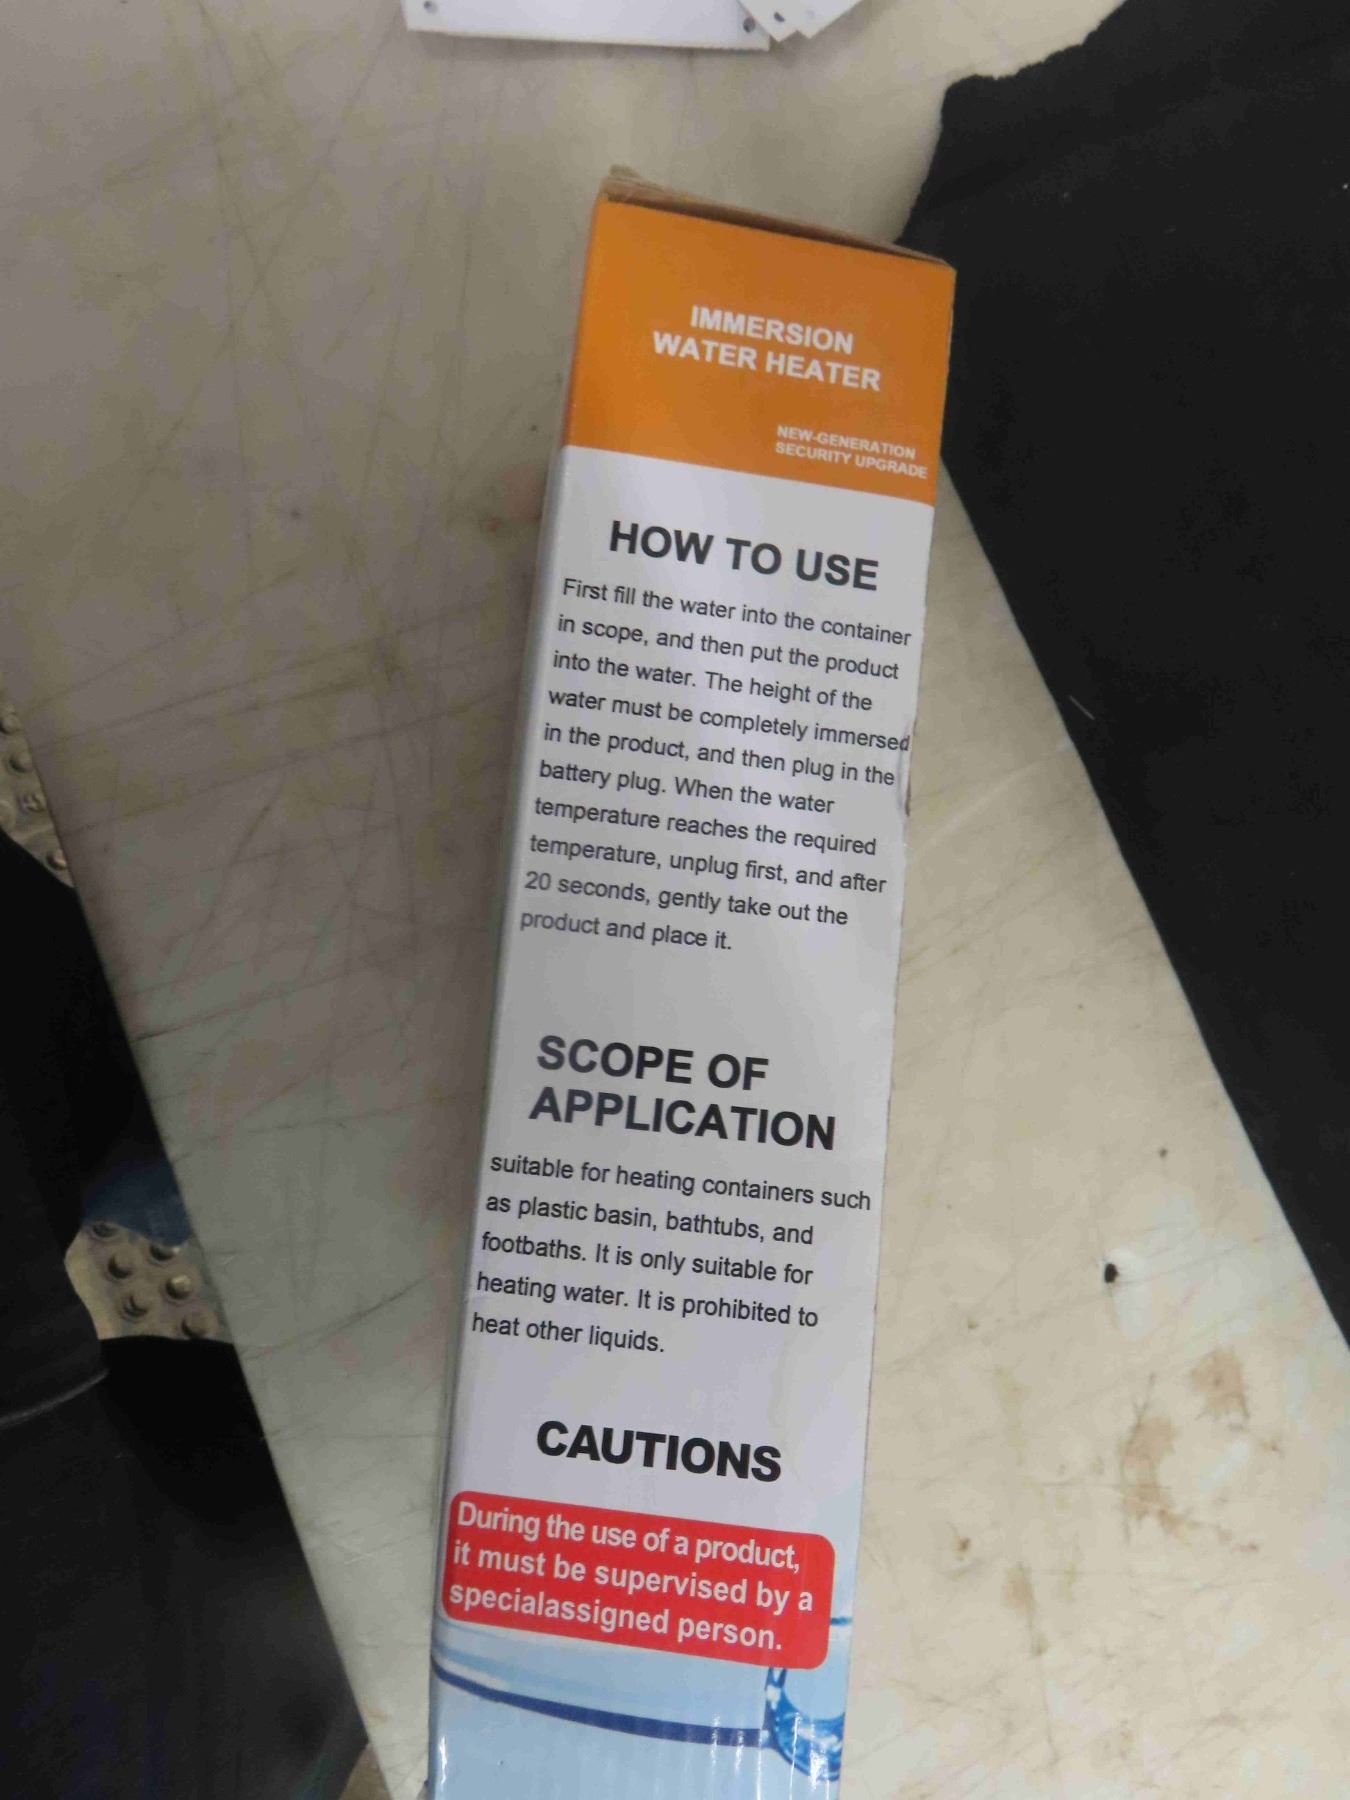 IMMERSION
WATER HEATER
NEW-GENERATION
SECURITY UPGRADE
HOW TO USE
First fill the water into the container
in scope, and then put the product
into the water. The height of the
water must be completely immersed
in the product, and then plug in the
battery plug. When the water
temperature reaches the required
temperature, unplug first, and after
20 seconds, gently take out the
product and place it.
SCOPE OF
APPLICATION
suitable for heating containers such
as plastic basin, bathtubs, and
footbaths. It is only suitable for
heating water. It is prohibited to
heat other liquids.
CAUTIONS
During the use of a product,
it must be supervised by a
specialassigned person.